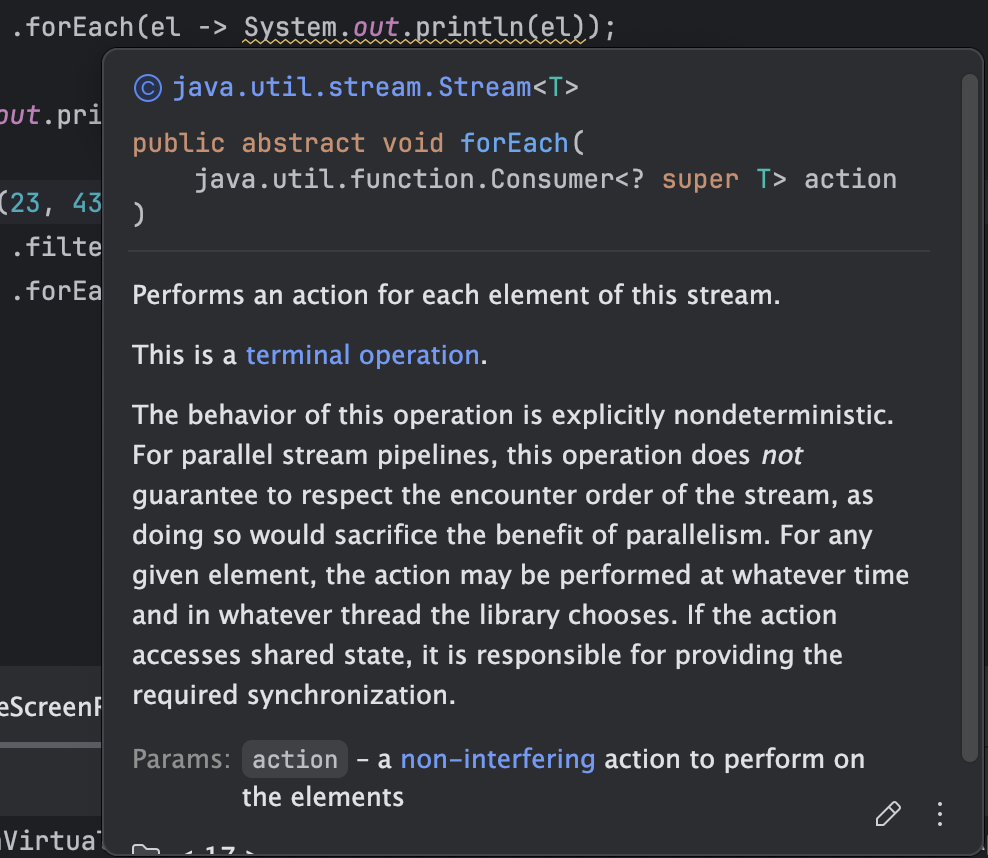 .forEach(el -> System.out.println(el));
© java.util.stream.Stream<T>
out.pri
public abstract void forEach(
java.util.function.Consumer<? super T> action
)
(23, 43
.filte
.forEa
Performs an action for each element of this stream.
This is a terminal operation.
The behavior of this operation is explicitly nondeterministic.
For parallel stream pipelines, this operation does not
guarantee to respect the encounter order of the stream, as
doing so would sacrifice the benefit of parallelism. For any
given element, the action may be performed at whatever time
and in whatever thread the library chooses. If the action
accesses shared state, it is responsible for providing the
required synchronization.
eScreenF
Params: action – a non-interfering action to perform on
the elements
nVirtual
< 17 >